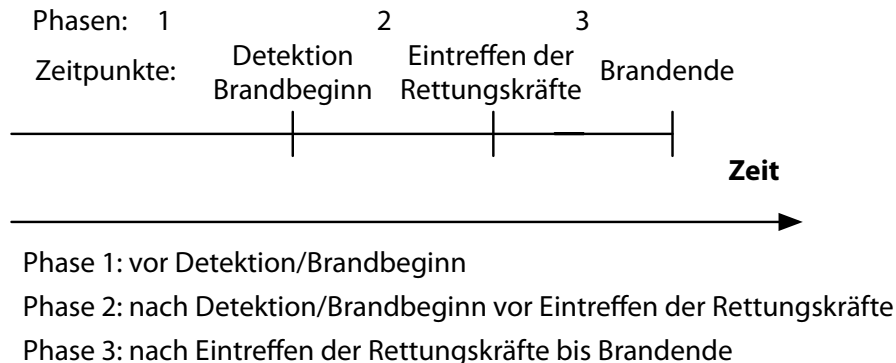 Phasen: 1 2 3
Zeitpunkte: Detektion Brandbeginn Eintreffen der Rettungskräfte Brandende
Zeit
Phase 1: vor Detektion/Brandbeginn
Phase 2: nach Detektion/Brandbeginn vor Eintreffen der Rettungskräfte
Phase 3: nach Eintreffen der Rettungskräfte bis Brandende